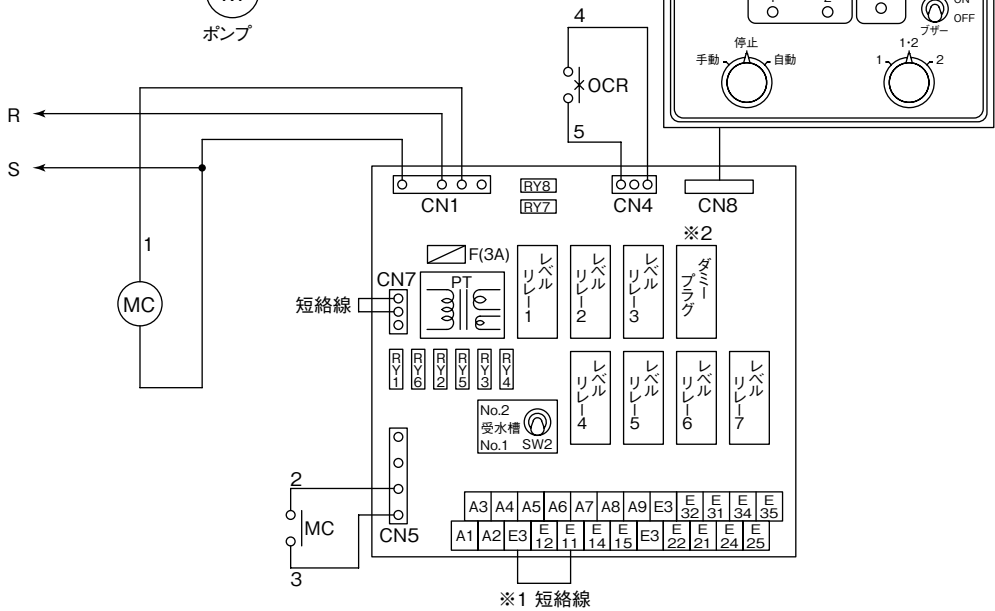 ポンプ
ON
OFF
ブザー
停止
手動
自動
1・2
1
2
4
OCR
5
R
S
1
MC
CN1
RY8
RY7
CN4
CN8
※2
F(3A)
CN7
短絡線
PT
レベルリレー1
レベルリレー2
レベルリレー3
ダミープラグ
RY1
RY6
RY2
RY5
RY3
RY4
レベルリレー4
レベルリレー5
レベルリレー6
レベルリレー7
No.2
受水槽
No.1 SW2
2
MC
3
CN5
A3 A4 A5 A6 A7 A8 A9 E3 E32 E31 E34 E35
A1 A2 E3 E12 E11 E14 E15 E3 E22 E21 E24 E25
※1 短絡線